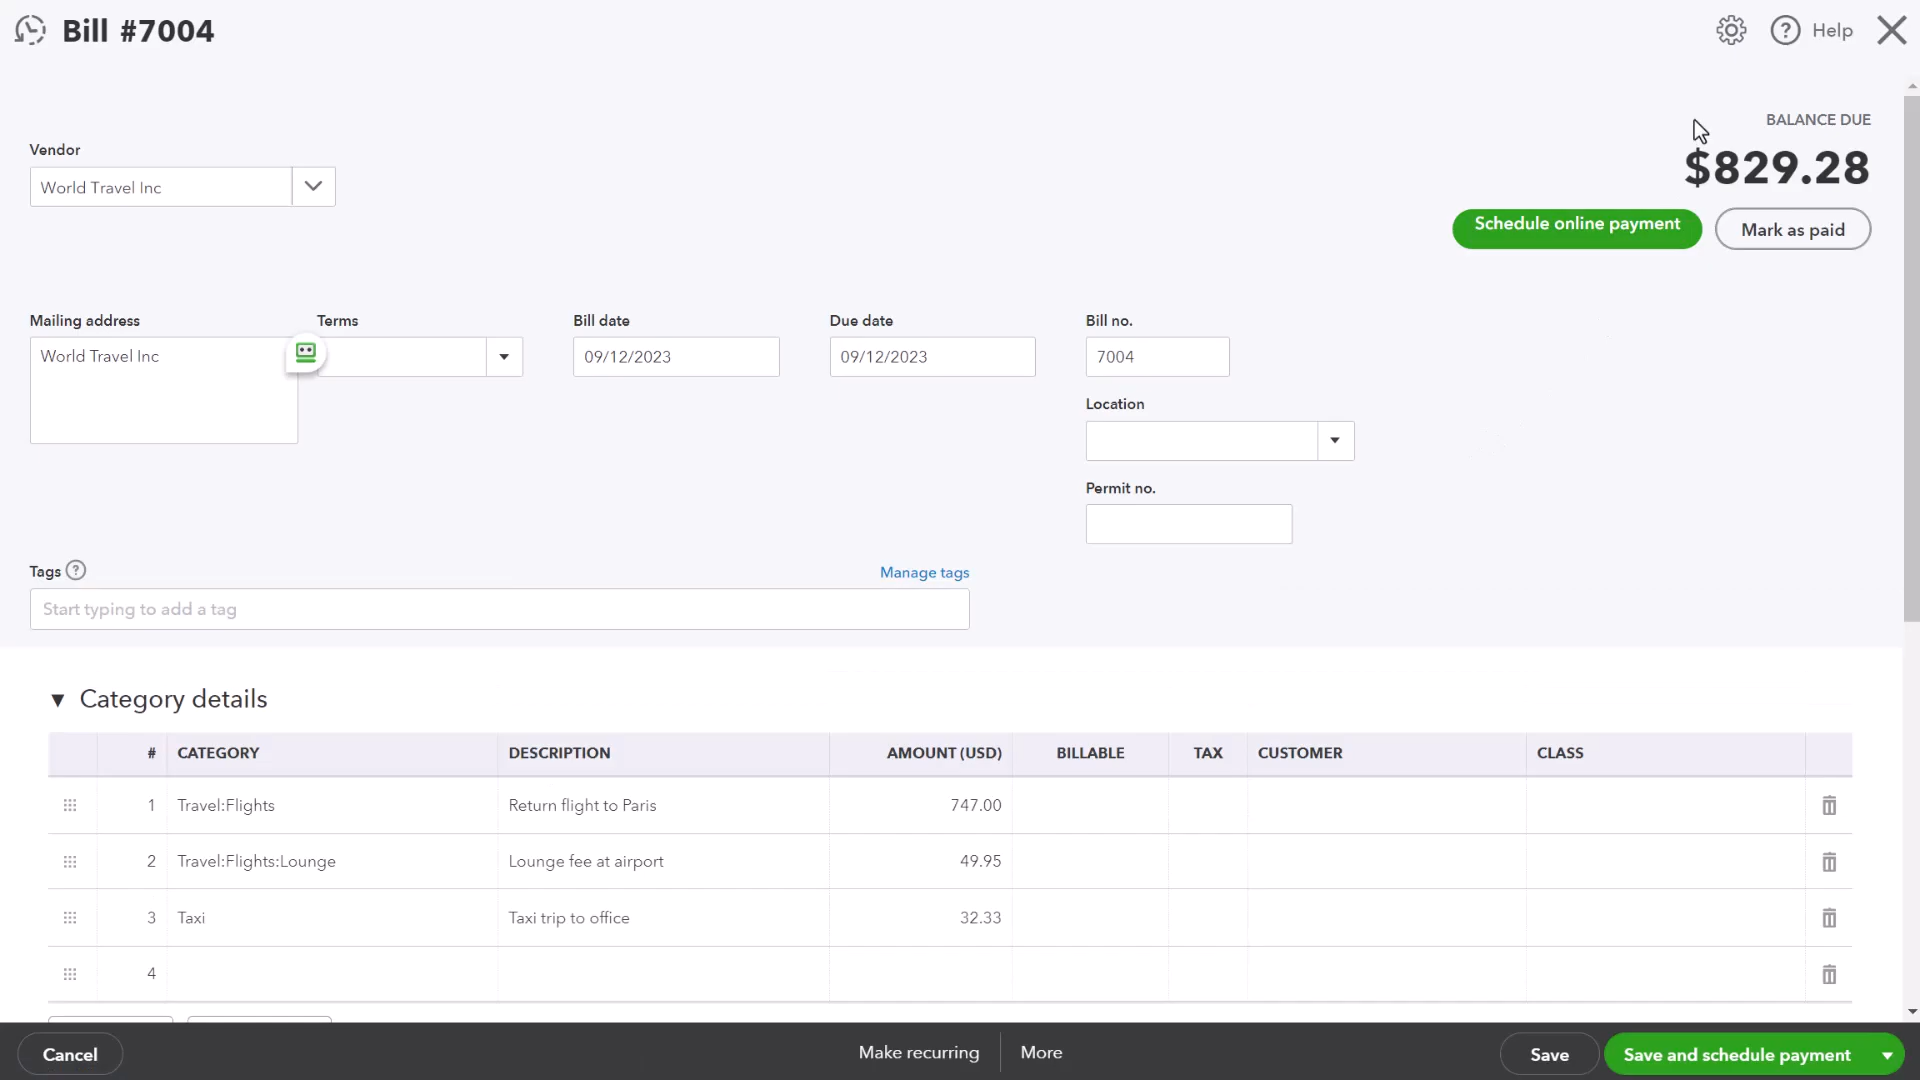 Bill #7004
Help
BALANCE DUE
$829.28
Vendor
World Travel Inc
Schedule online payment
Mark as paid
Mailing address
World Travel Inc
Terms
Bill date
09/12/2023
Due date
09/12/2023
Bill no.
7004
Location
Permit no.
Tags ?
Manage tags
Start typing to add a tag
Category details
# CATEGORY DESCRIPTION AMOUNT (USD) BILLABLE TAX CUSTOMER CLASS
1 Travel:Flights Return flight to Paris 747.00
2 Travel:Flights:Lounge Lounge fee at airport 49.95
3 Taxi Taxi trip to office 32.33
4
Cancel
Make recurring
More
Save
Save and schedule payment